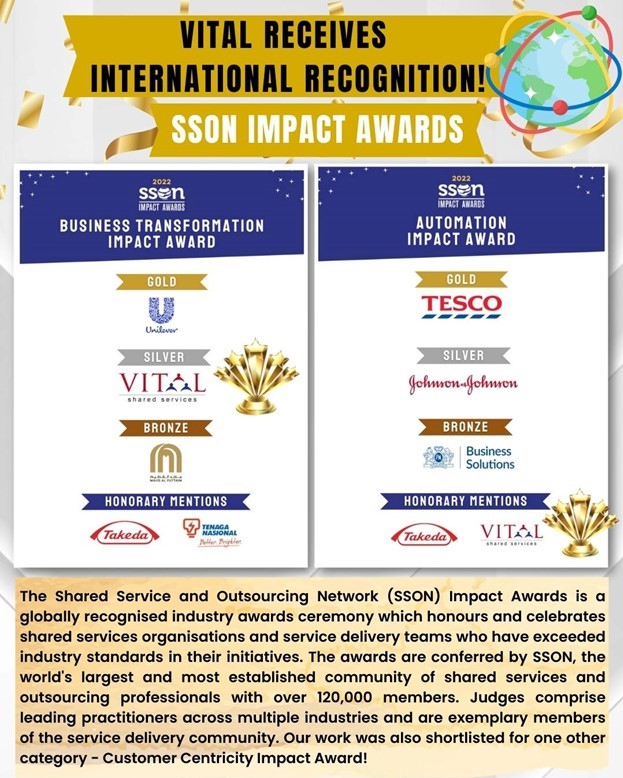 VITAL RECEIVES
INTERNATIONAL RECOGNITION!
SSON IMPACT AWARDS
2022
sson
IMPACT AWARDS
BUSINESS TRANSFORMATION
IMPACT AWARD
GOLD
Unilever
SILVER
VITAL
shared services
BRONZE
MAJID AL FUTTAIM
HONORARY MENTIONS
Takeda
TENAGA
NASIONAL
Better. Brighter.
2022
sson
IMPACT AWARDS
AUTOMATION
IMPACT AWARD
GOLD
TESCO
SILVER
Johnson & Johnson
BRONZE
Business
Solutions
HONORARY MENTIONS
Takeda
VITAL
shared services
The Shared Service and Outsourcing Network (SSON) Impact Awards is a
globally recognised industry awards ceremony which honours and celebrates
shared services organisations and service delivery teams who have exceeded
industry standards in their initiatives. The awards are conferred by SSON, the
world's largest and most established community of shared services and
outsourcing professionals with over 120,000 members. Judges comprise
leading practitioners across multiple industries and are exemplary members
of the service delivery community. Our work was also shortlisted for one other
category - Customer Centricity Impact Award!